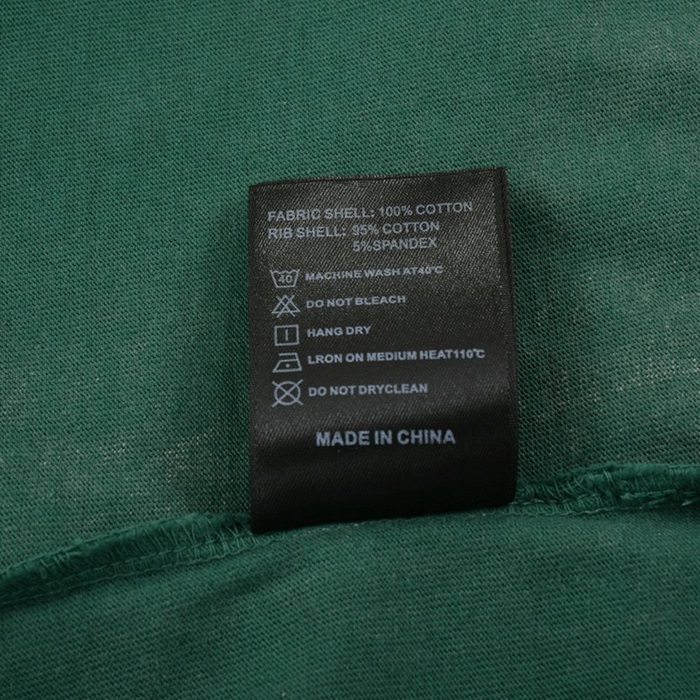 FABRIC SHELL: 100% COTTON
RIB SHELL: 95% COTTON
5%SPANDEX
40 MACHINE WASH AT40℃
DO NOT BLEACH
HANG DRY
LRON ON MEDIUM HEAT110℃
DO NOT DRYCLEAN
MADE IN CHINA